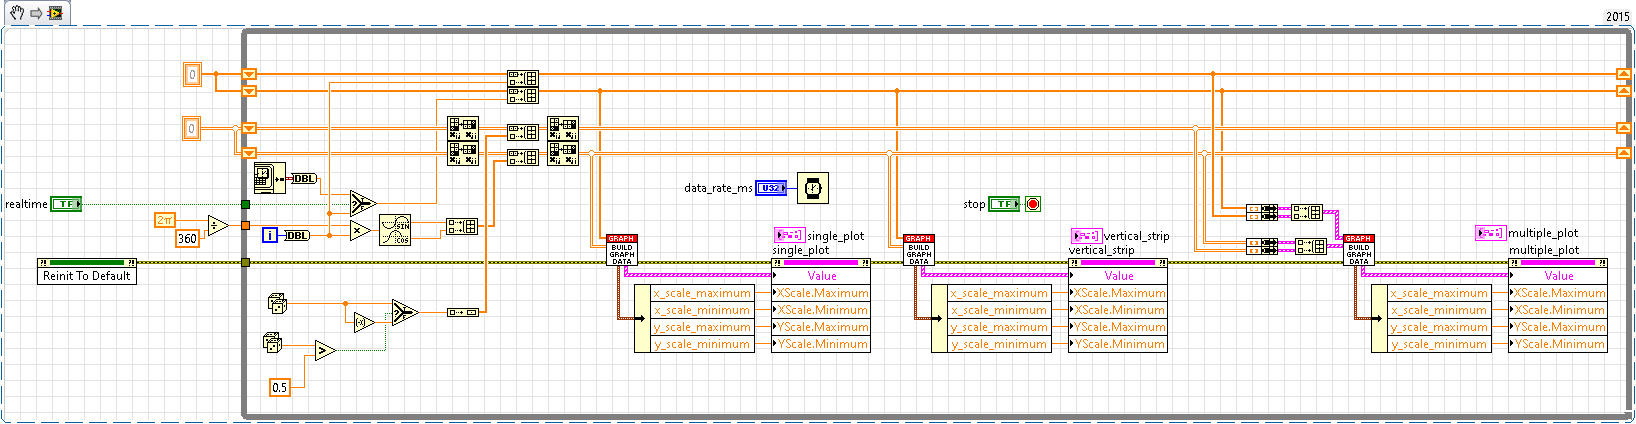 2015
0
0
DBL
realtime
TF
2π
360
÷
i
DBL
×
SIN
COS
Reinit To Default
>
0.5
data_rate_ms
U32
stop
TF
GRAPH
BUILD
GRAPH
DATA
single_plot
single_plot
Value
x_scale_maximum
XScale.Maximum
x_scale_minimum
XScale.Minimum
y_scale_maximum
YScale.Maximum
y_scale_minimum
YScale.Minimum
GRAPH
BUILD
GRAPH
DATA
vertical_strip
vertical_strip
Value
x_scale_maximum
XScale.Maximum
x_scale_minimum
XScale.Minimum
y_scale_maximum
YScale.Maximum
y_scale_minimum
YScale.Minimum
GRAPH
BUILD
GRAPH
DATA
multiple_plot
multiple_plot
Value
x_scale_maximum
XScale.Maximum
x_scale_minimum
XScale.Minimum
y_scale_maximum
YScale.Maximum
y_scale_minimum
YScale.Minimum